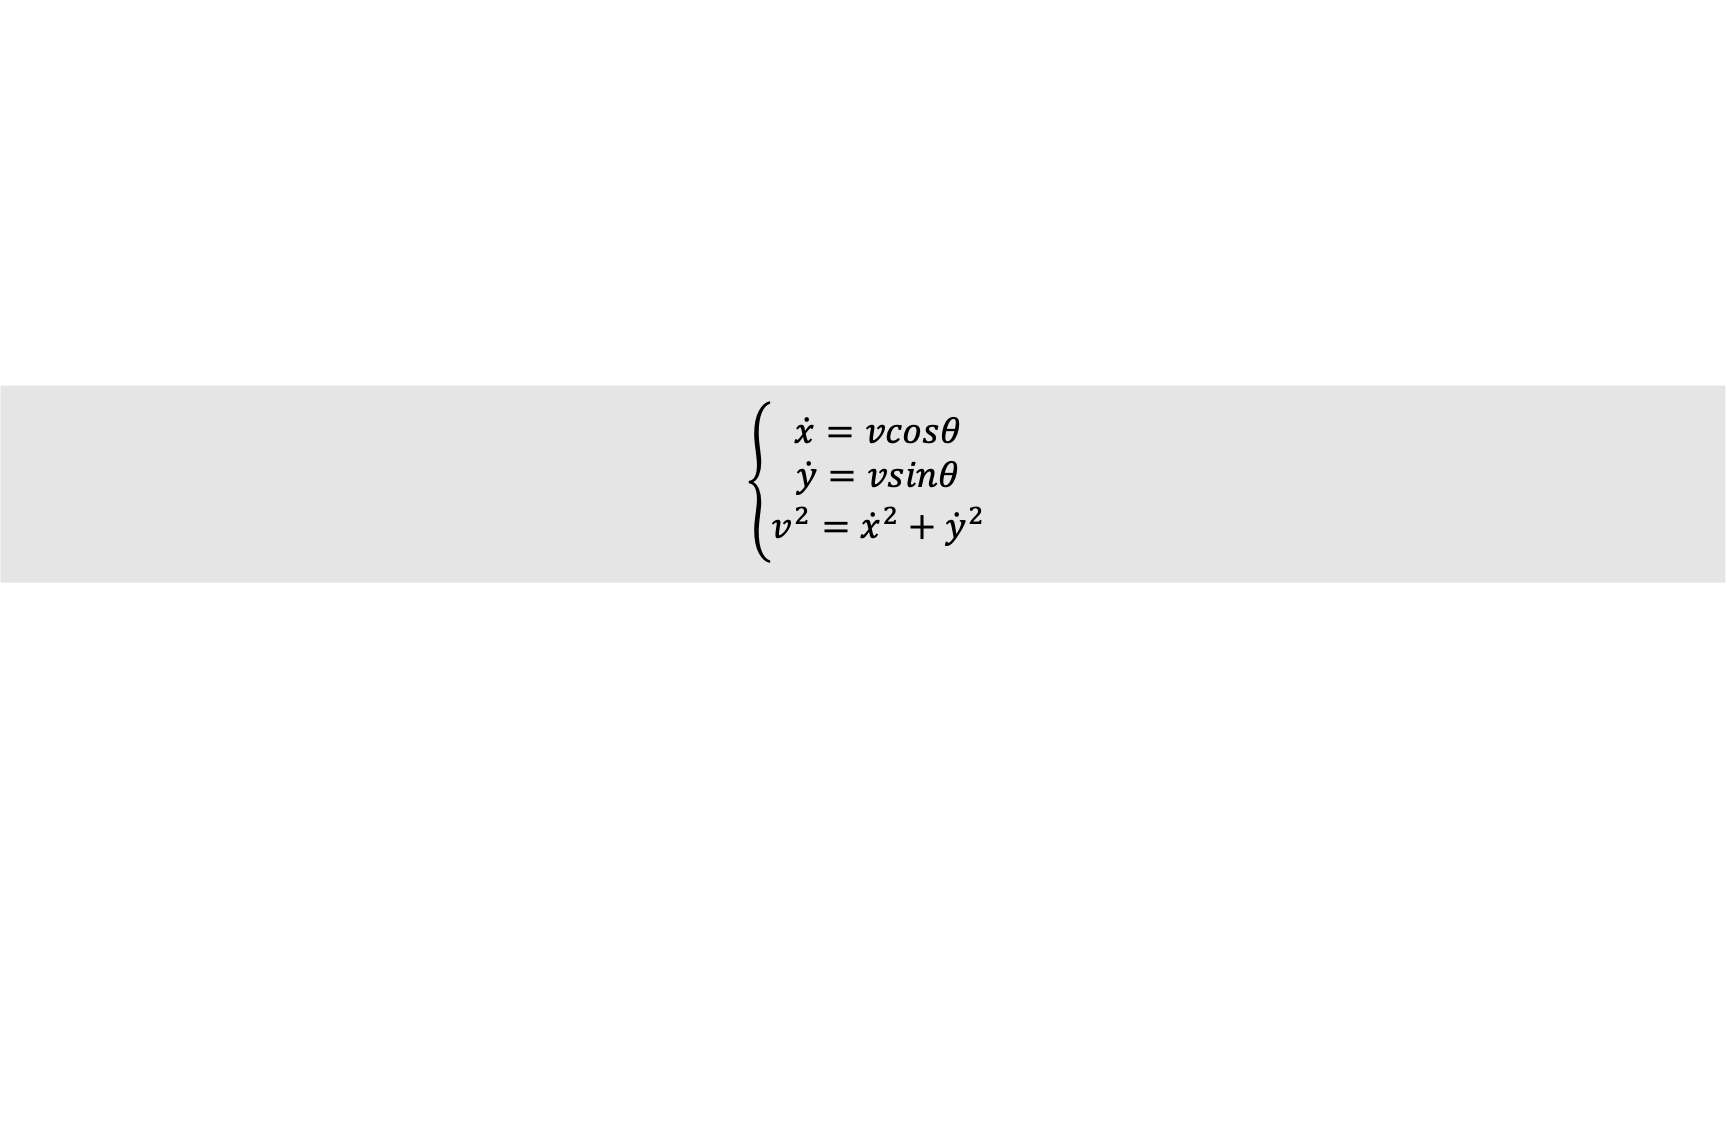 ẋ = vcosθ
ẏ = vsinθ
v² = ẋ² + ẏ²